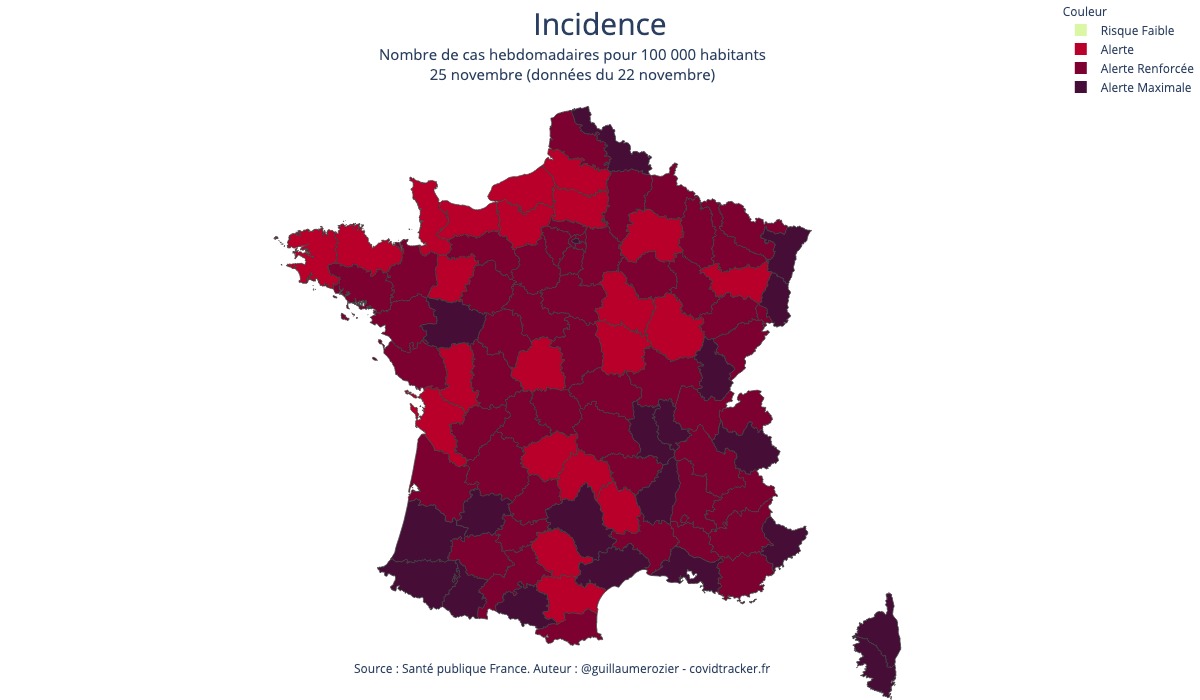 Incidence
Nombre de cas hebdomadaires pour 100 000 habitants
25 novembre (données du 22 novembre)
Couleur
Risque Faible
Alerte
Alerte Renforcée
Alerte Maximale
Source : Santé publique France. Auteur : @guillaumerozier - covidtracker.fr